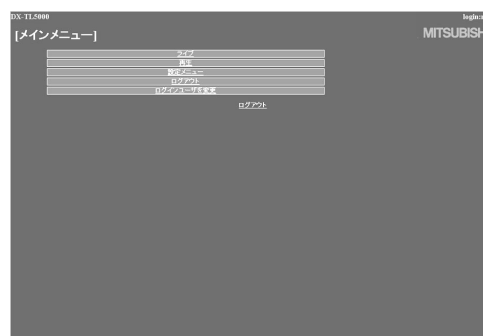 DX-TL5000 login:
[メインメニュー] MITSUBISH
ライブ
再生
設定メニュー
ログアウト
ログインユーザを変更
ログアウト